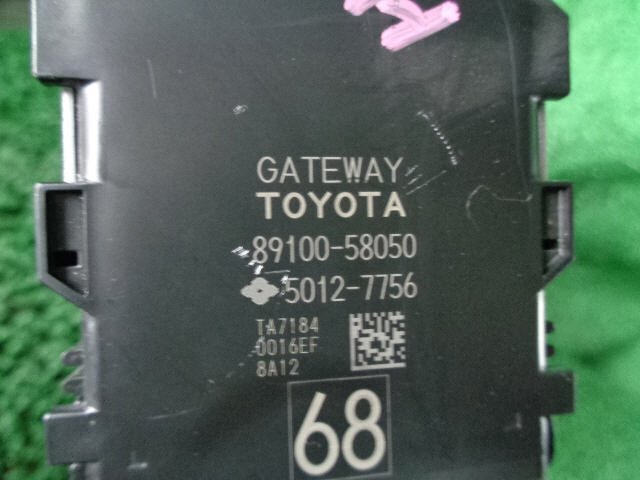 GATEWAY
TOYOTA
89100-58050
5012-7756
TA7184
0016EF
8A12
68